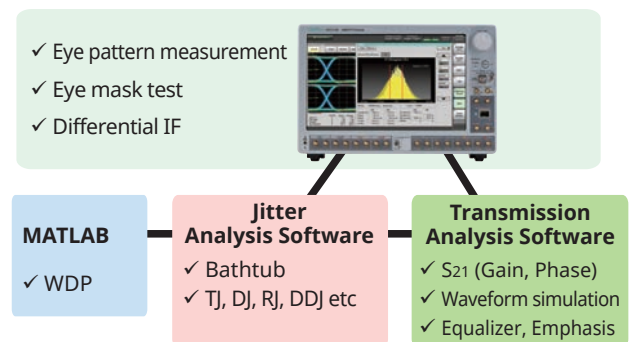 ✓ Eye pattern measurement
✓ Eye mask test
✓ Differential IF
MATLAB
✓ WDP
Jitter
Analysis Software
✓ Bathtub
✓ TJ, DJ, RJ, DDJ etc
Transmission
Analysis Software
✓ S21 (Gain, Phase)
✓ Waveform simulation
✓ Equalizer, Emphasis